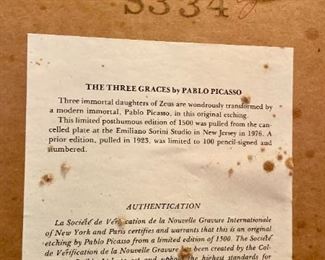 S334
THE THREE GRACES by PABLO PICASSO
Three immortal daughters of Zeus are wondrously transformed by
a modern immortal, Pablo Picasso, in this original etching.
This limited posthumous edition of 1500 was pulled from the can-
celled plate at the Emiliano Sorini Studio in New Jersey in 1976. A
prior edition, pulled in 1923, was limited to 100 pencil-signed and
numbered.
AUTHENTICATION
La Société de Vérification de la Nouvelle Gravure Internationale
of New York and Paris certifies and warrants that this is an original
etching by Pablo Picasso from a limited edition of 1500. The Société
de Vérification de la Nouvelle Gravure has been created by the Col-
the highest standards for